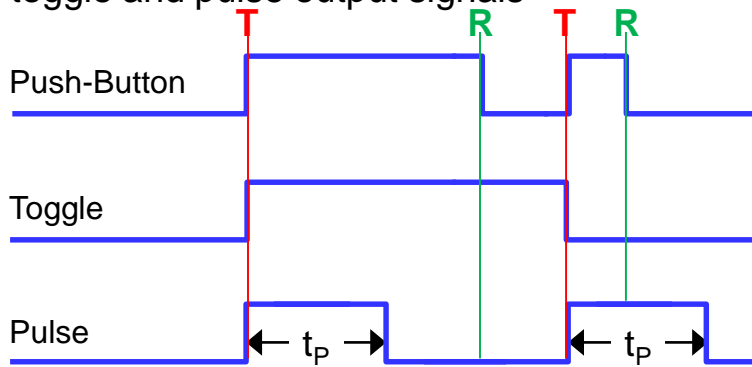 toggle and pulse output signals
T R T R
Push-Button
Toggle
Pulse
tP tP